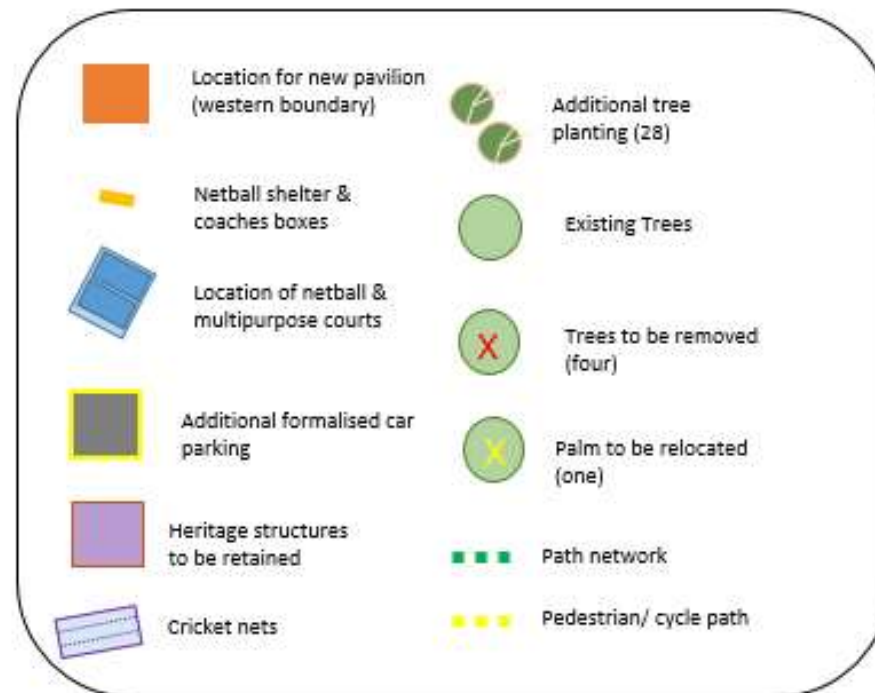 Location for new pavilion
(western boundary)
Netball shelter &
coaches boxes
Location of netball &
multipurpose courts
Additional formalised car
parking
Heritage structures
to be retained
Cricket nets
Additional tree
planting (28)
Existing Trees
X
Trees to be removed
(four)
X
Palm to be relocated
(one)
Path network
Pedestrian/ cycle path